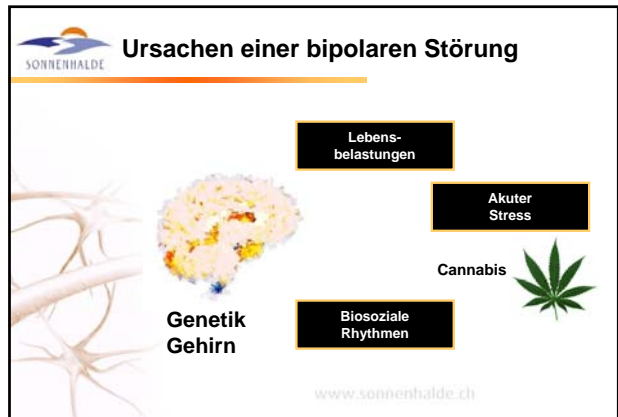 SONNENHALDE
Ursachen einer bipolaren Störung
Lebens-
belastungen
Akuter
Stress
Cannabis
Genetik
Gehirn
Biosoziale
Rhythmen
www.sonnenhalde.ch